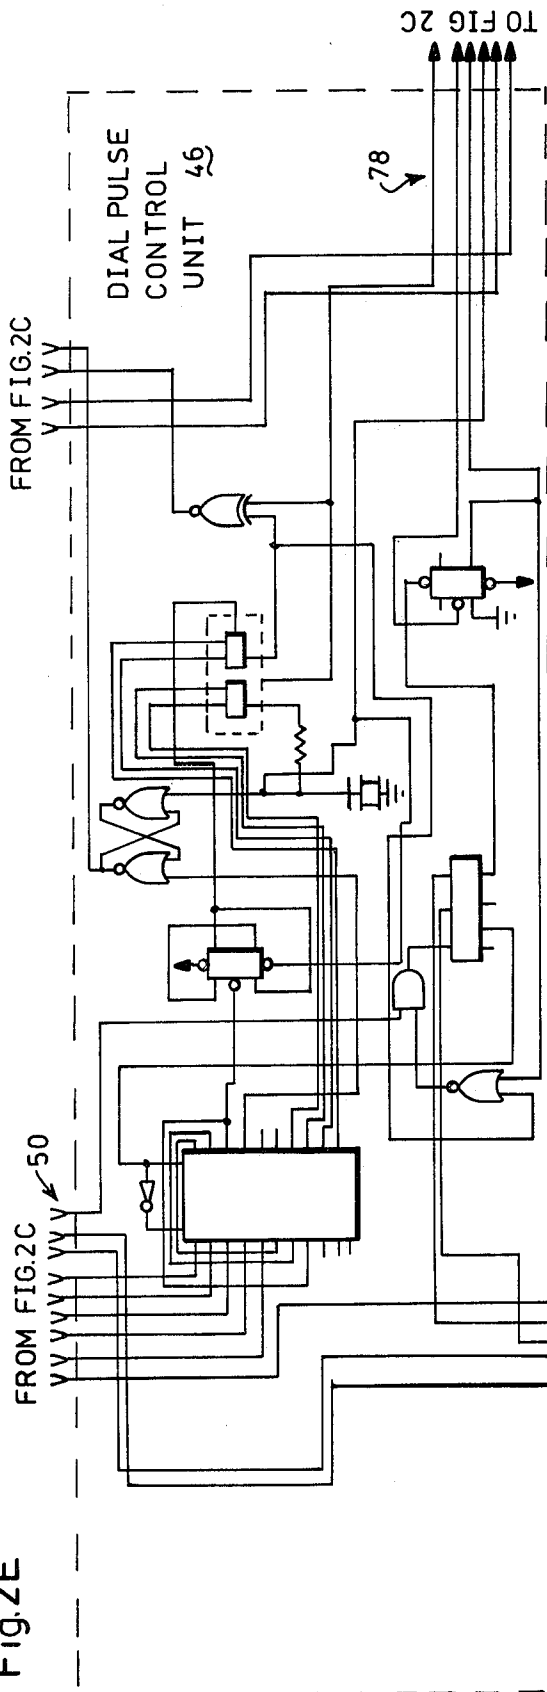 Fig.2E
FROM FIG.2C
50
FROM FIG.2C
DIAL PULSE
CONTROL
UNIT 46
78
TO FIG 2C